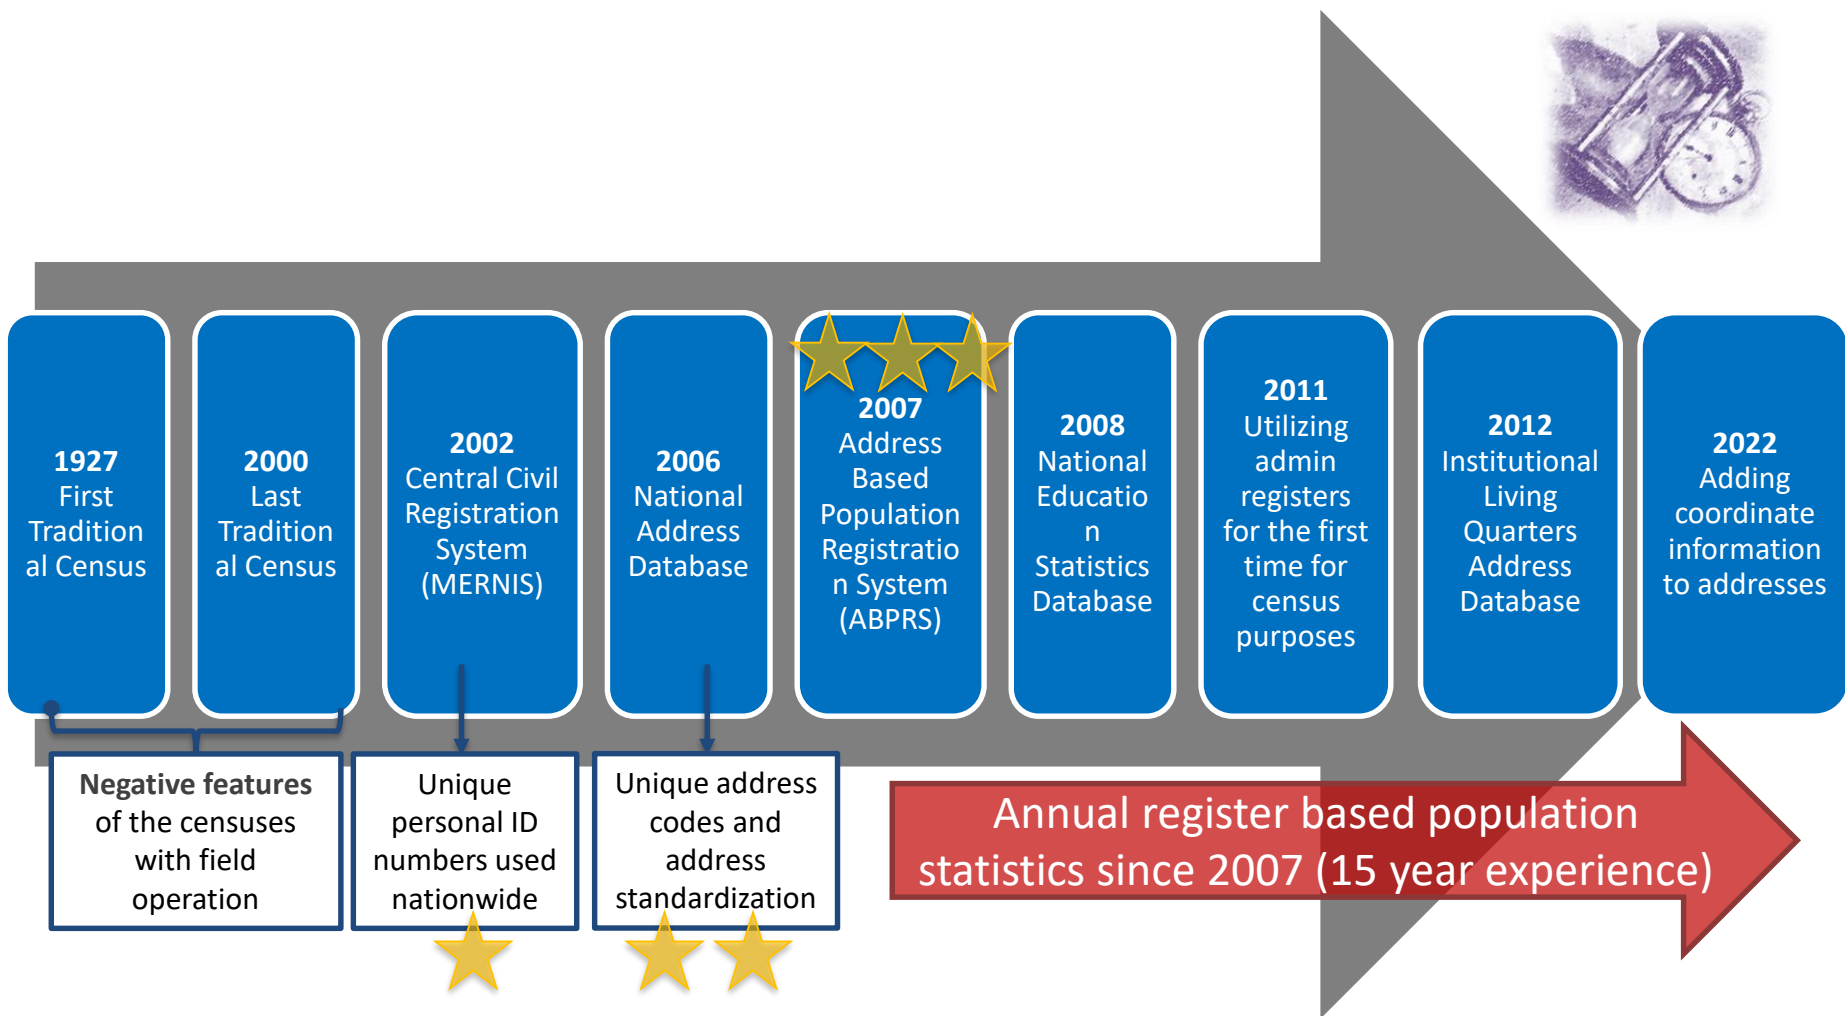 1927
First
Tradition
al Census
2000
Last
Tradition
al Census
2002
Central Civil
Registration
System
(MERNIS)
2006
National
Address
Database
2007
Address
Based
Population
Registratio
n System
(ABPRS)
2008
National
Educatio
n
Statistics
Database
2011
Utilizing
admin
registers
for the first
time for
census
purposes
2012
Institutional
Living
Quarters
Address
Database
2022
Adding
coordinate
information
to addresses
Negative features
of the censuses
with field
operation
Unique
personal ID
numbers used
nationwide
Unique address
codes and
address
standardization
Annual register based population
statistics since 2007 (15 year experience)